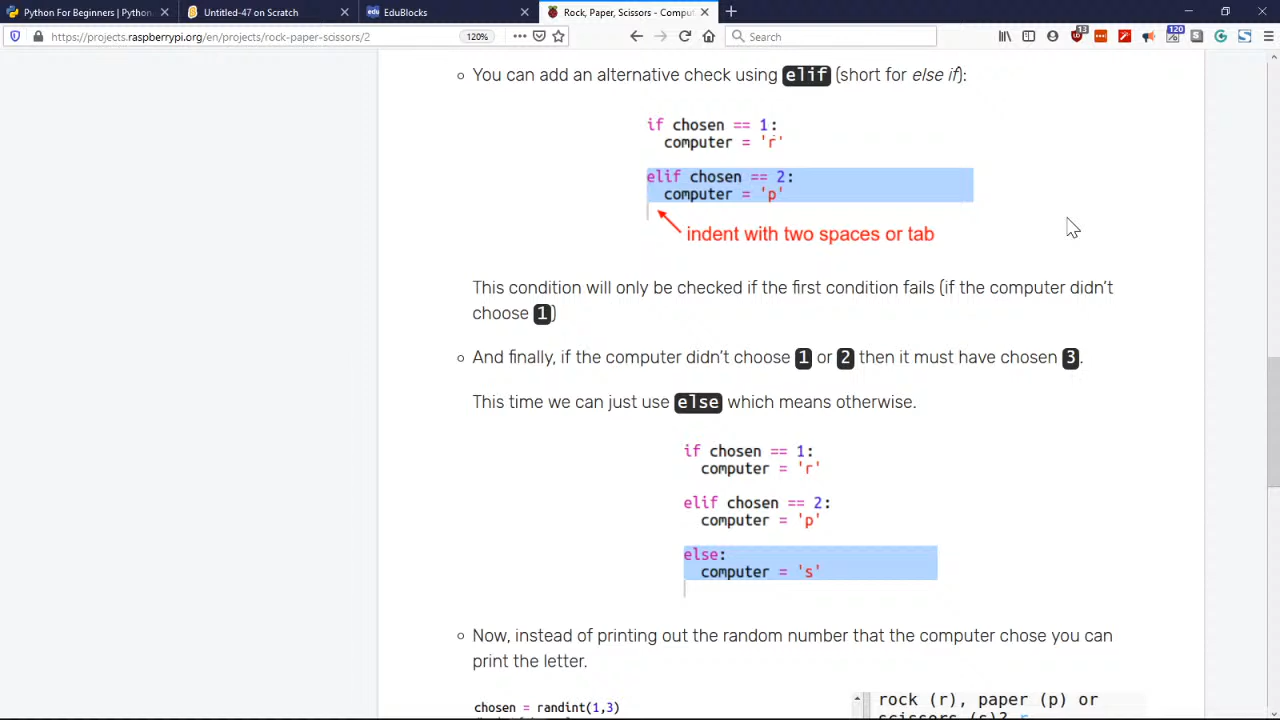 Python For Beginners | Python.
Untitled-47 on Scratch
EduBlocks
Rock, Paper, Scissors - Comput
https://projects.raspberrypi.org/en/projects/rock-paper-scissors/2
120%
Search
13
120
You can add an alternative check using elif (short for else if):
if chosen == 1:
computer = 'r'
elif chosen == 2:
computer = 'p'
indent with two spaces or tab
This condition will only be checked if the first condition fails (if the computer didn't
choose 1)
And finally, if the computer didn't choose 1 or 2 then it must have chosen 3.
This time we can just use else which means otherwise.
if chosen == 1:
computer = 'r'
elif chosen == 2:
computer = 'p'
else:
computer = 's'
Now, instead of printing out the random number that the computer chose you can
print the letter.
chosen = randint(1,3)
rock (r), paper (p) or
scissors (s)? r